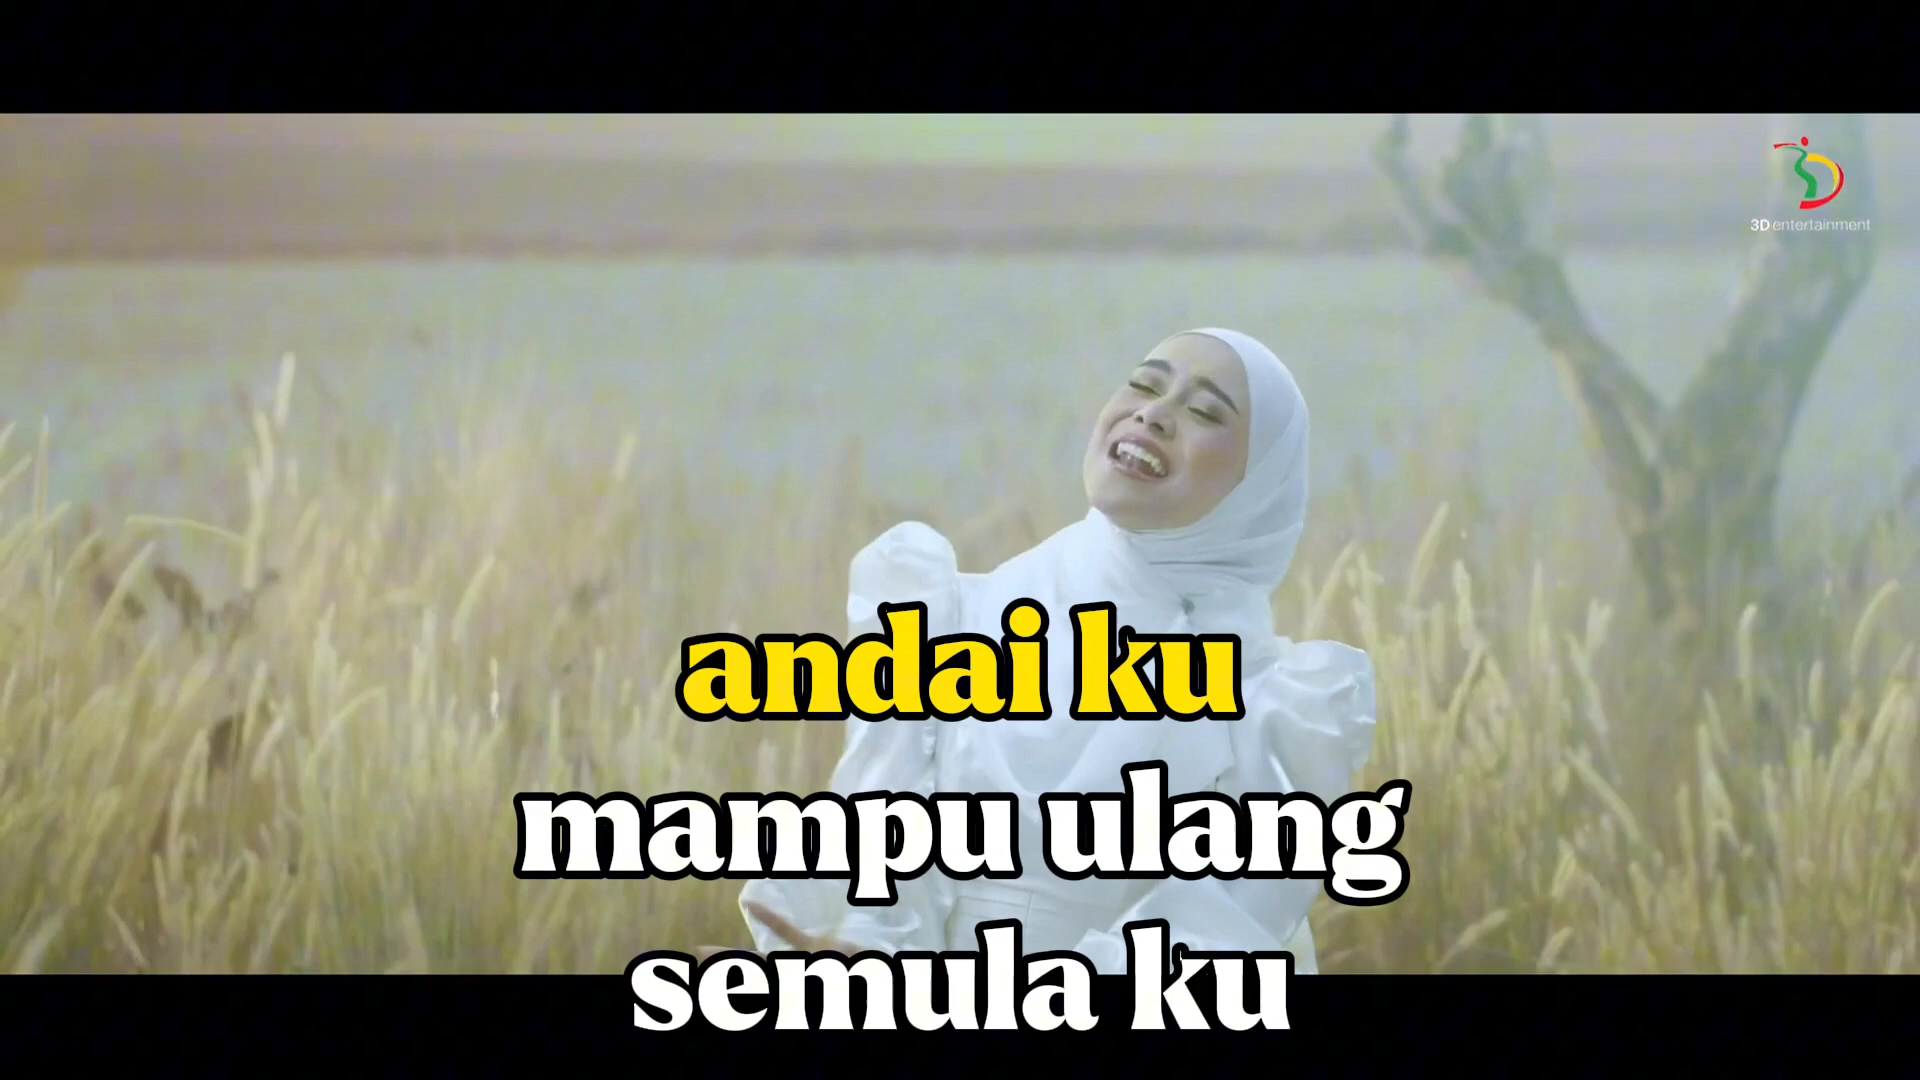 3D entertainment
andai ku
mampu ulang
semula ku